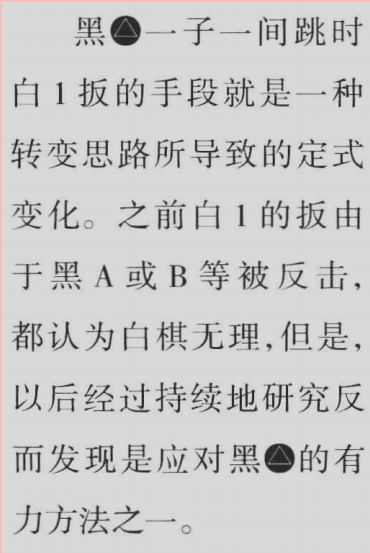 黑▲一子一间跳时
白1扳的手段就是一种
转变思路所导致的定式
变化。之前白1的扳由
于黑A或B等被反击,
都认为白棋无理,但是,
以后经过持续地研究反
而发现是应对黑▲的有
力方法之一。